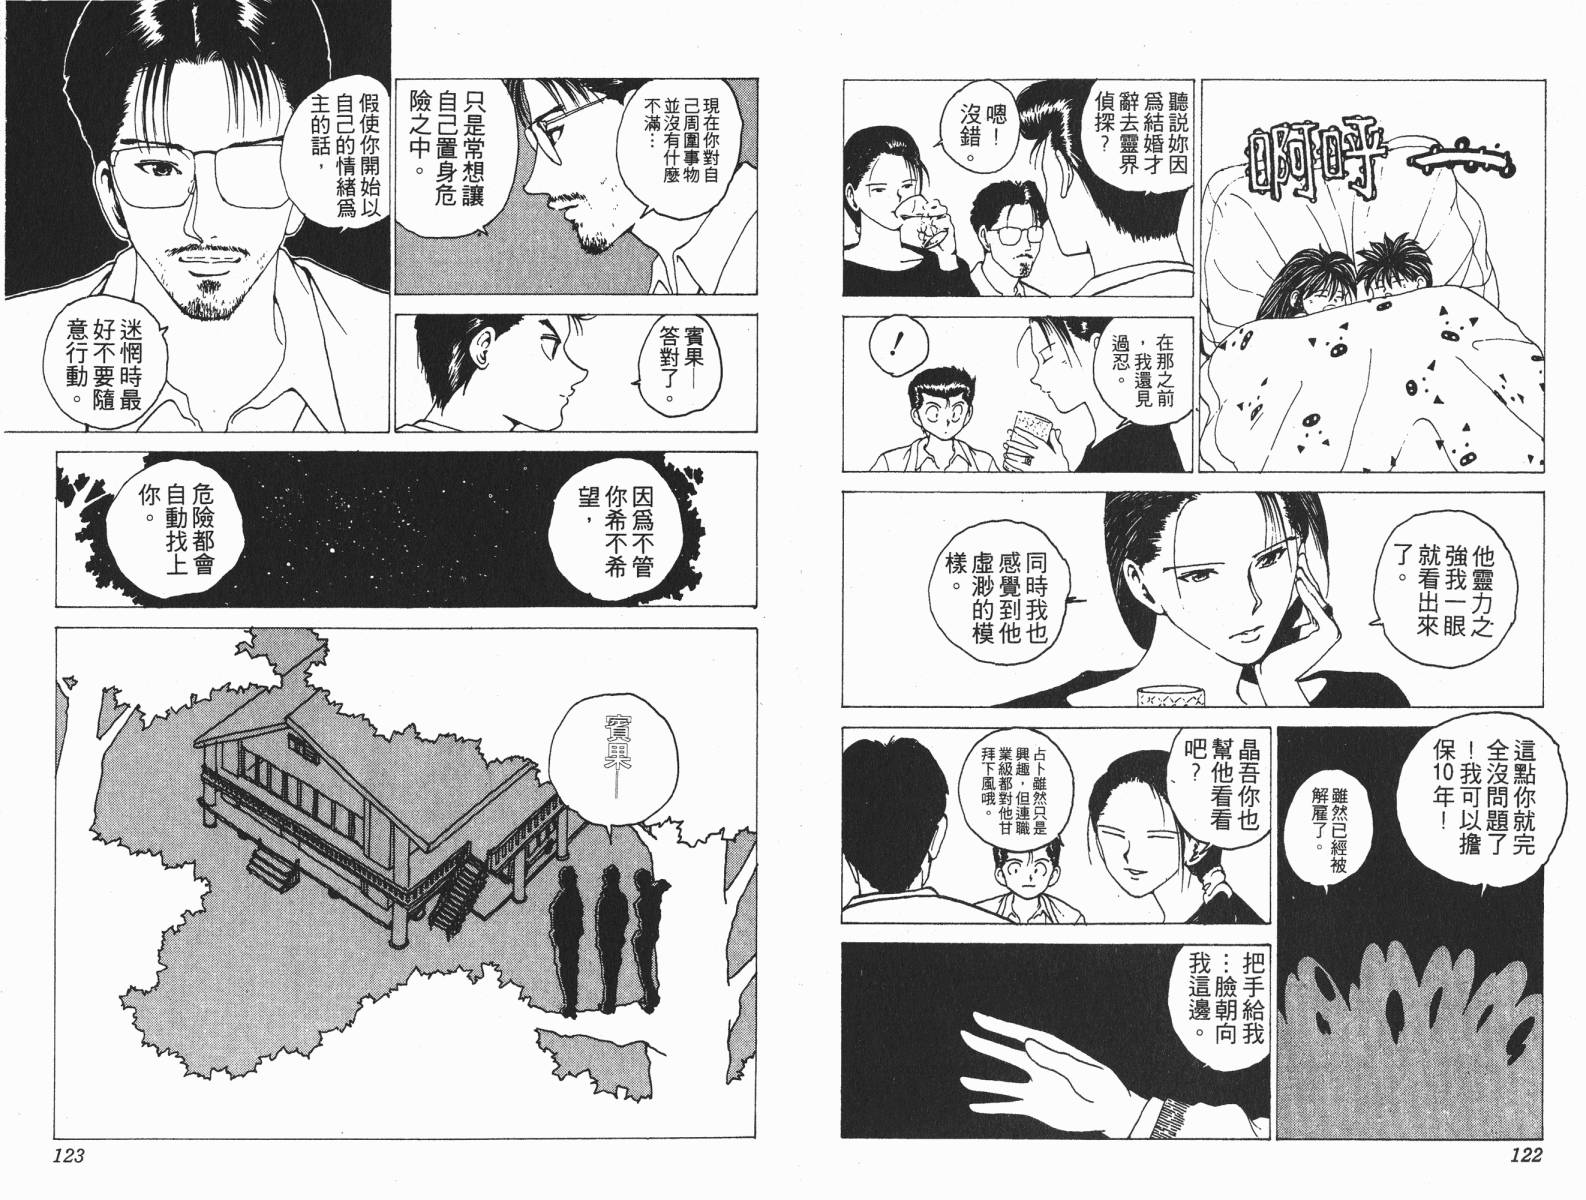 啊呼——
聽說妳因
為結婚才
辭去靈界
偵探？
嗯！
沒錯。
在那之前
，我還見
過忍。
！
他靈力之
強我一眼
就看出來
了。
同時我也
感覺到他
虛渺的模
樣。
這點你就完
全沒問題了
！我可以擔
保10年！
雖然已經被
解雇了。
晶吾你也
幫他看看
吧？
占卜雖然只是
興趣，但連職
業級都對他甘
拜下風哦。
把手給我
…臉朝向
我這邊。
122
現在你對自
己周圍事物
並沒有什麼
不滿…
只是常想讓
自己置身危
險之中。
賓果——
答對了。
假使你開始以
自己的情緒為
主的話，
迷惘時最
好不要隨
意行動。
因為不管
你希不希
望，
危險都會
自動找上
你。
賓果——
123